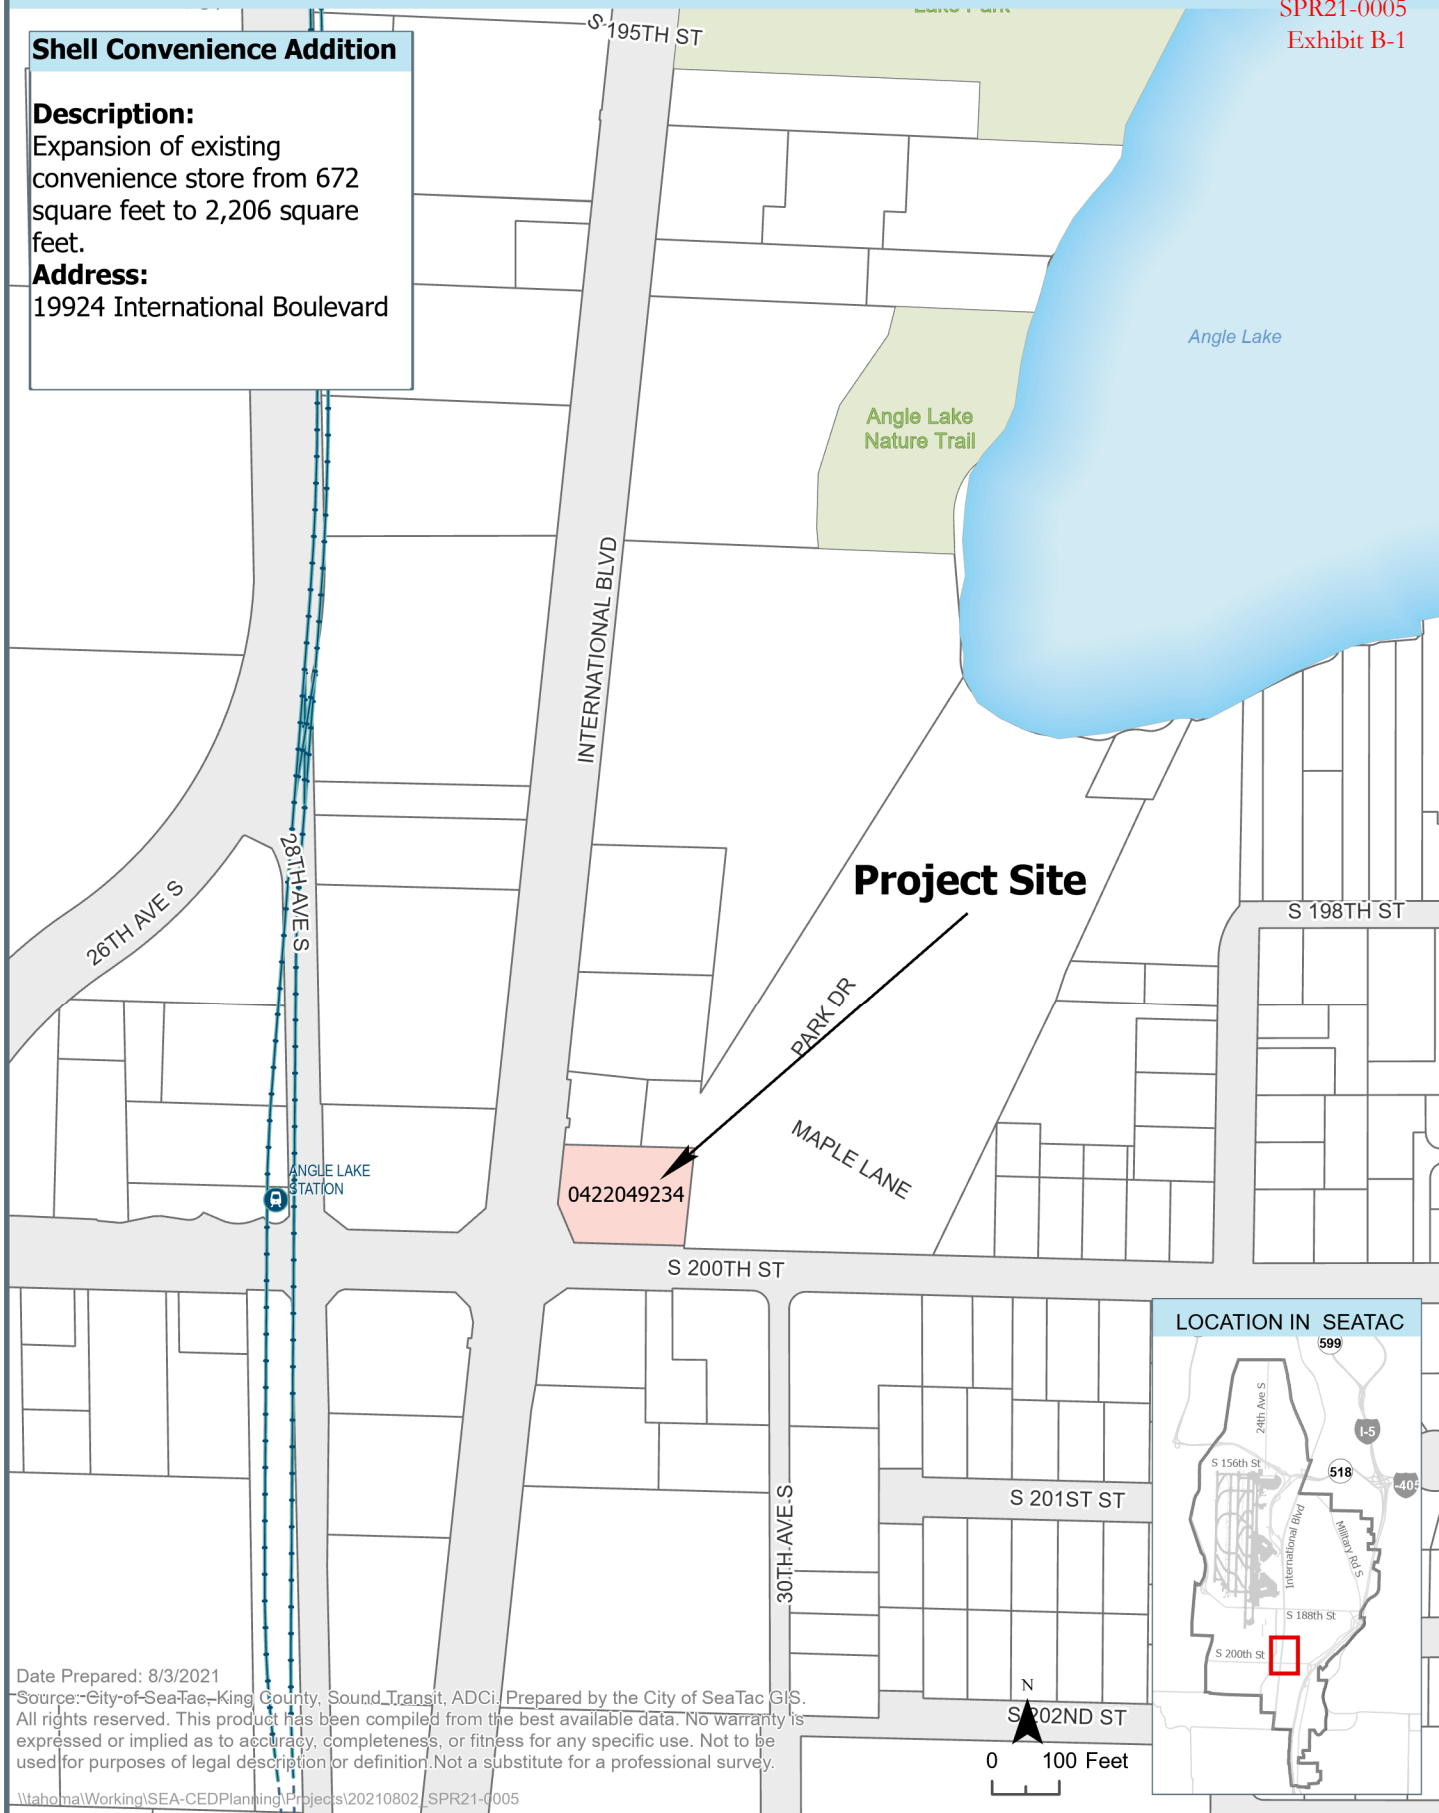 Lake Park
SPR21-0005
Exhibit B-1
S 195TH ST
Shell Convenience Addition
Description:
Expansion of existing
convenience store from 672
square feet to 2,206 square
feet.
Address:
19924 International Boulevard
Angle Lake
Angle Lake
Nature Trail
INTERNATIONAL BLVD
28TH AVE S
26TH AVE S
Project Site
S 198TH ST
PARK DR
MAPLE LANE
ANGLE LAKE
STATION
0422049234
S 200TH ST
LOCATION IN SEATAC
599
24th Ave S
I-5
S 156th St
518
-405
International Blvd
Military Rd S
S 188th St
S 200th St
S 201ST ST
30TH AVE S
S 202ND ST
N
0 100 Feet
Date Prepared: 8/3/2021
Source: City of SeaTac, King County, Sound Transit, ADCi. Prepared by the City of SeaTac GIS.
All rights reserved. This product has been compiled from the best available data. No warranty is
expressed or implied as to accuracy, completeness, or fitness for any specific use. Not to be
used for purposes of legal description or definition.Not a substitute for a professional survey.
\\tahoma\Working\SEA-CEDPlanning\Projects\20210802_SPR21-0005